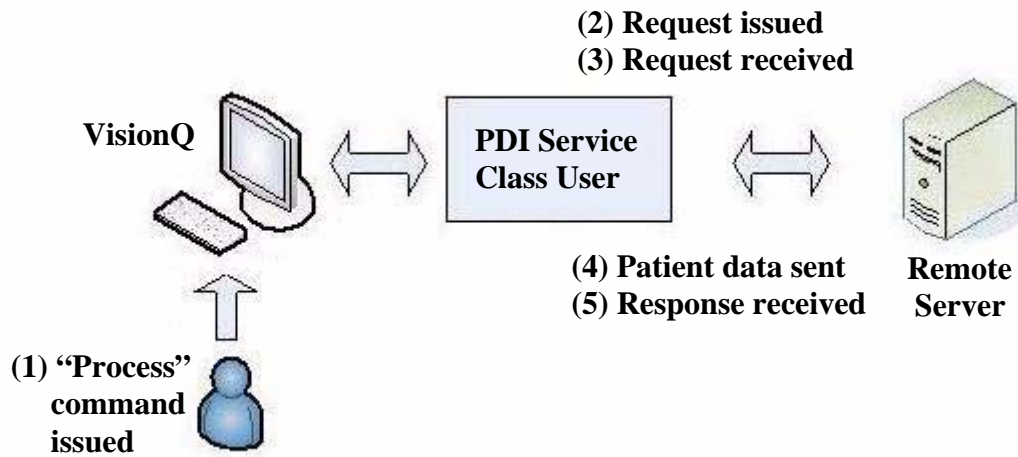 (2) Request issued
(3) Request received
VisionQ
PDI Service
Class User
(4) Patient data sent
(5) Response received
Remote
Server
(1) “Process”
command
issued